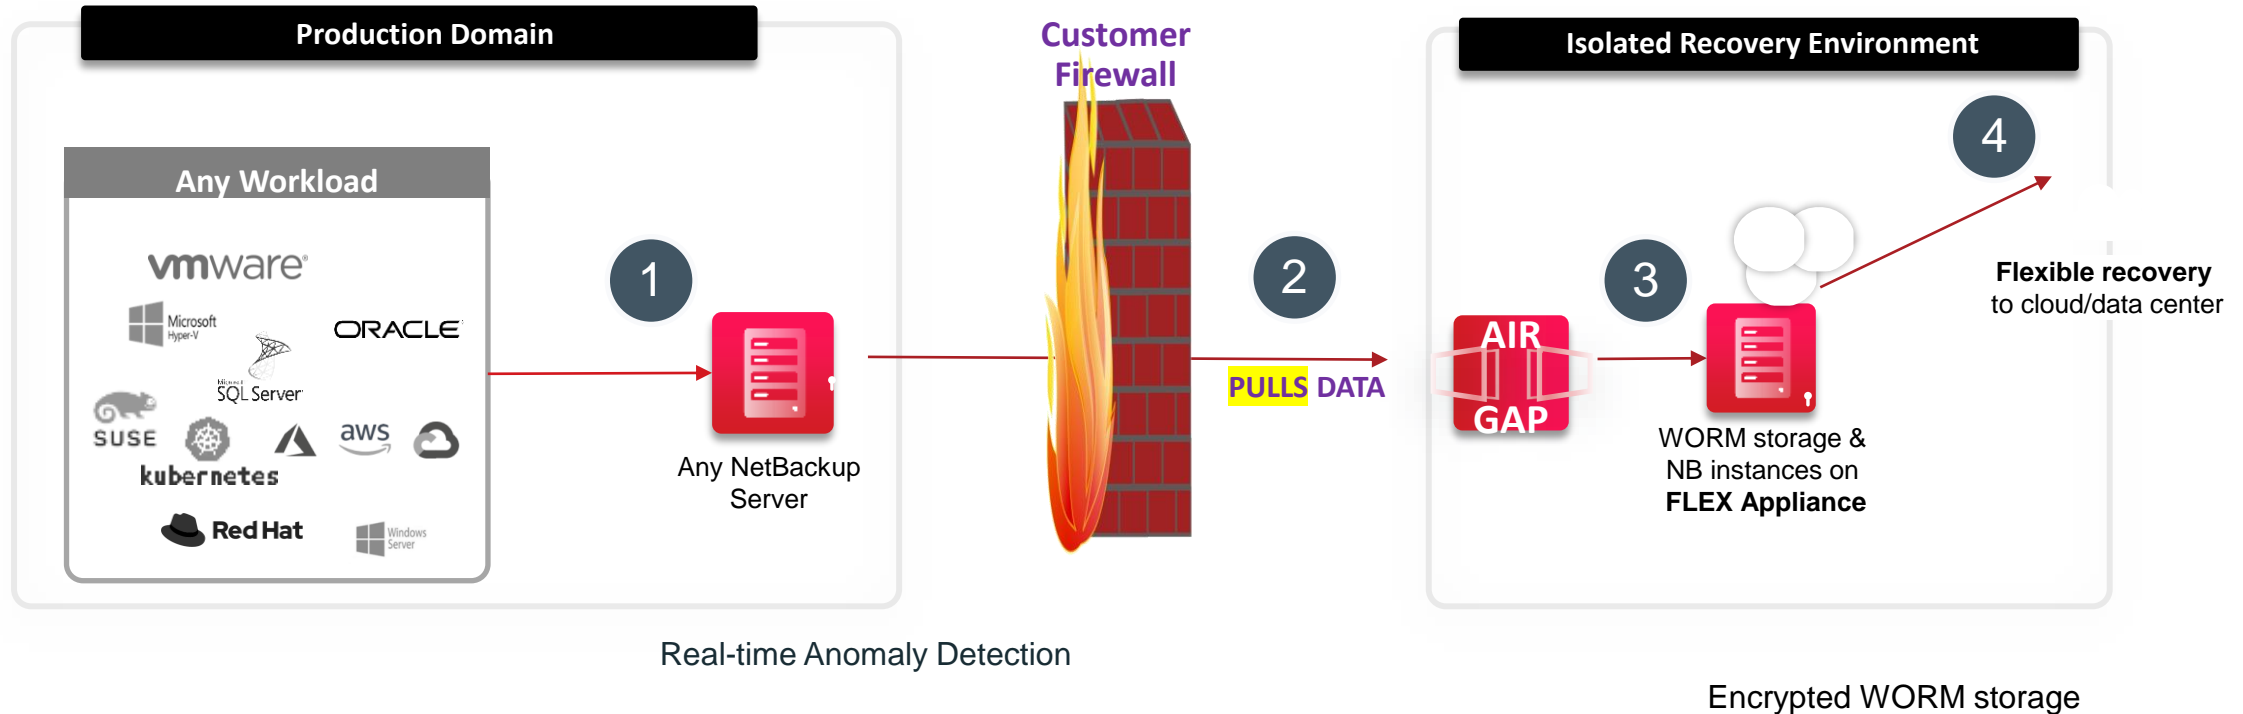 Production Domain
Customer
Firewall
Isolated Recovery Environment
Any Workload
vmware®
Microsoft
Hyper-V
ORACLE
Microsoft
SQL Server
SUSE
kubernetes
aws
Red Hat
Windows
Server
1
Any NetBackup
Server
2
PULLS DATA
AIR
GAP
3
WORM storage &
NB instances on
FLEX Appliance
4
Flexible recovery
to cloud/data center
Real-time Anomaly Detection
Encrypted WORM storage